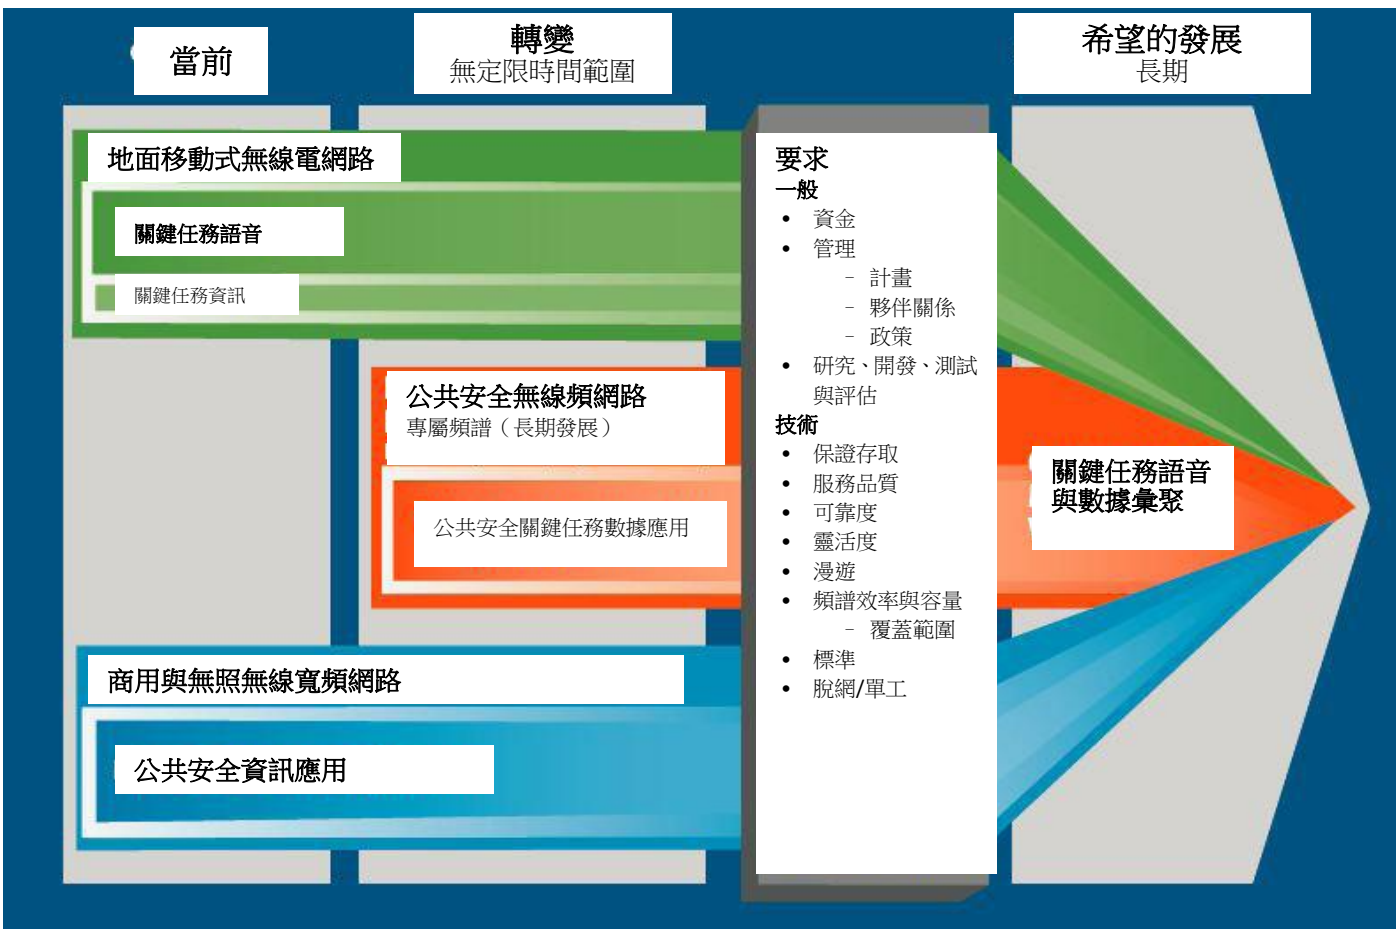 當前
轉變
無定限時間範圍
希望的發展
長期
地面移動式無線電網路
關鍵任務語音
關鍵任務資訊
公共安全無線頻網路
專屬頻譜（長期發展）
公共安全關鍵任務數據應用
商用與無照無線寬頻網路
公共安全資訊應用
要求
一般
• 資金
• 管理
– 計畫
– 夥伴關係
– 政策
• 研究、開發、測試
與評估
技術
• 保證存取
• 服務品質
• 可靠度
• 靈活度
• 漫遊
• 頻譜效率與容量
– 覆蓋範圍
• 標準
• 脫網/單工
關鍵任務語音
與數據彙聚